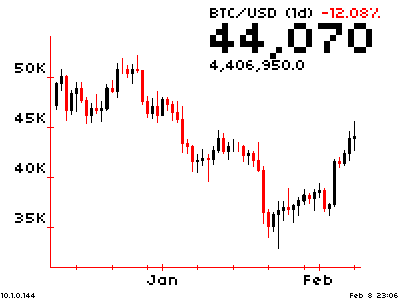 BTC/USD (1d) -12.08%
44,070
4,406,950.0
50K
45K
40K
35K
Jan Feb
10.1.0.144 Feb 8 23:06